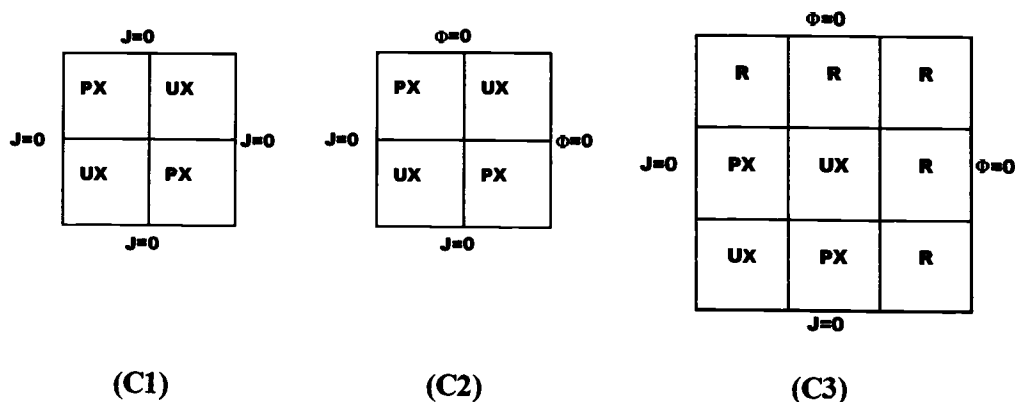 J=0
PX UX
J=0 J=0
UX PX
J=0
(C1)
Φ=0
PX UX
J=0 Φ=0
UX PX
J=0
(C2)
Φ=0
R R R
J=0 PX UX R Φ=0
UX PX R
J=0
(C3)